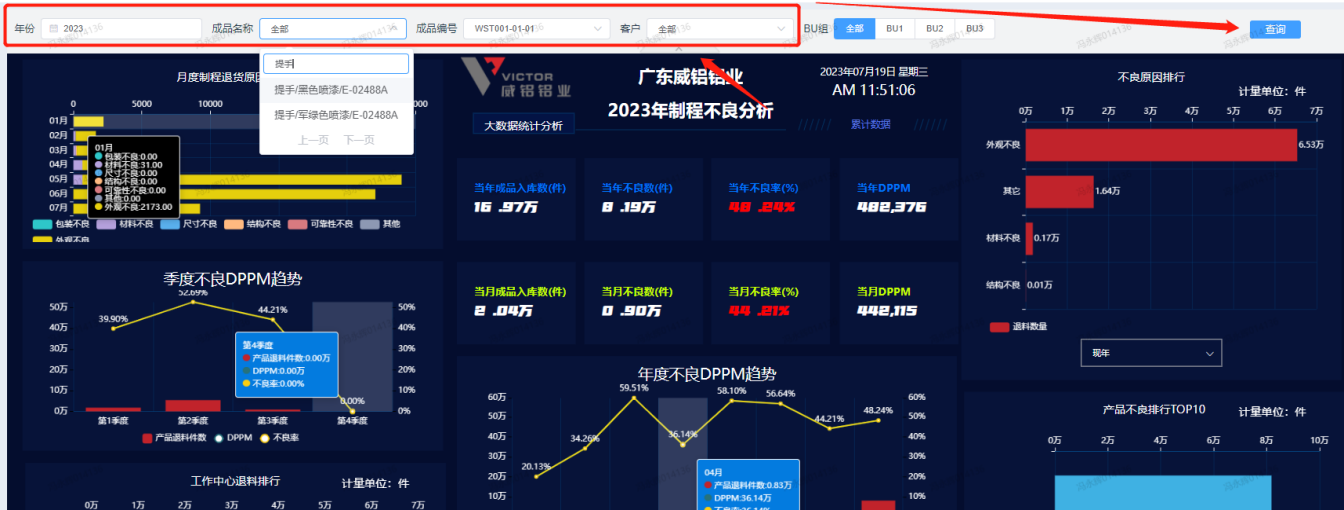 年份 2023 成品名称 全部 成品编号 WST001-01-01 客户 全部 BU组 全部 BU1 BU2 BU3 查询
提手
提手/黑色喷漆/E-02488A
提手/军绿色喷漆/E-02488A
上一页 下一页
月度制程退货原因
0 5000 10000
01月
02月
03月
04月
05月
06月
07月
01月
包装不良:0.00
材料不良:31.00
尺寸不良:0.00
结构不良:0.00
可靠性不良:0.00
其他:0.00
外观不良:2173.00
包装不良 材料不良 尺寸不良 结构不良 可靠性不良 其他
外观不良
VICTOR
威铝铝业
广东威铝铝业
2023年制程不良分析
2023年07月19日 星期三
AM 11:51:06
大数据统计分析
累计数据
当年成品入库数(件) 当年不良数(件) 当年不良率(%) 当年DPPM
16.97万 8.19万 48.24% 482,376
当月成品入库数(件) 当月不良数(件) 当月不良率(%) 当月DPPM
2.04万 0.90万 44.21% 442,115
不良原因排行
计量单位：件
0万 1万 2万 3万 4万 5万 6万 7万
外观不良 6.53万
其它 1.64万
材料不良 0.17万
结构不良 0.01万
退料数量
现年
季度不良DPPM趋势
50万 40万 30万 20万 10万 0万
50% 40% 30% 20% 10% 0%
39.90% 52.69% 44.21% 0.00%
第4季度
产品退料件数:0.00万
DPPM:0.00万
不良率:0.00%
第1季度 第2季度 第3季度 第4季度
产品退料件数 DPPM 不良率
年度不良DPPM趋势
60万 50万 40万 30万 20万 10万
60% 50% 40% 30% 20% 10%
20.13% 34.26% 59.51% 36.14% 58.10% 56.64% 44.21% 48.24%
04月
产品退料件数:0.83万
DPPM:36.14万
不良率:36.14%
产品不良排行TOP10
计量单位：件
0万 2万 4万 6万 8万 10万
工作中心退料排行
计量单位：件
0万 1万 2万 3万 4万 5万 6万 7万